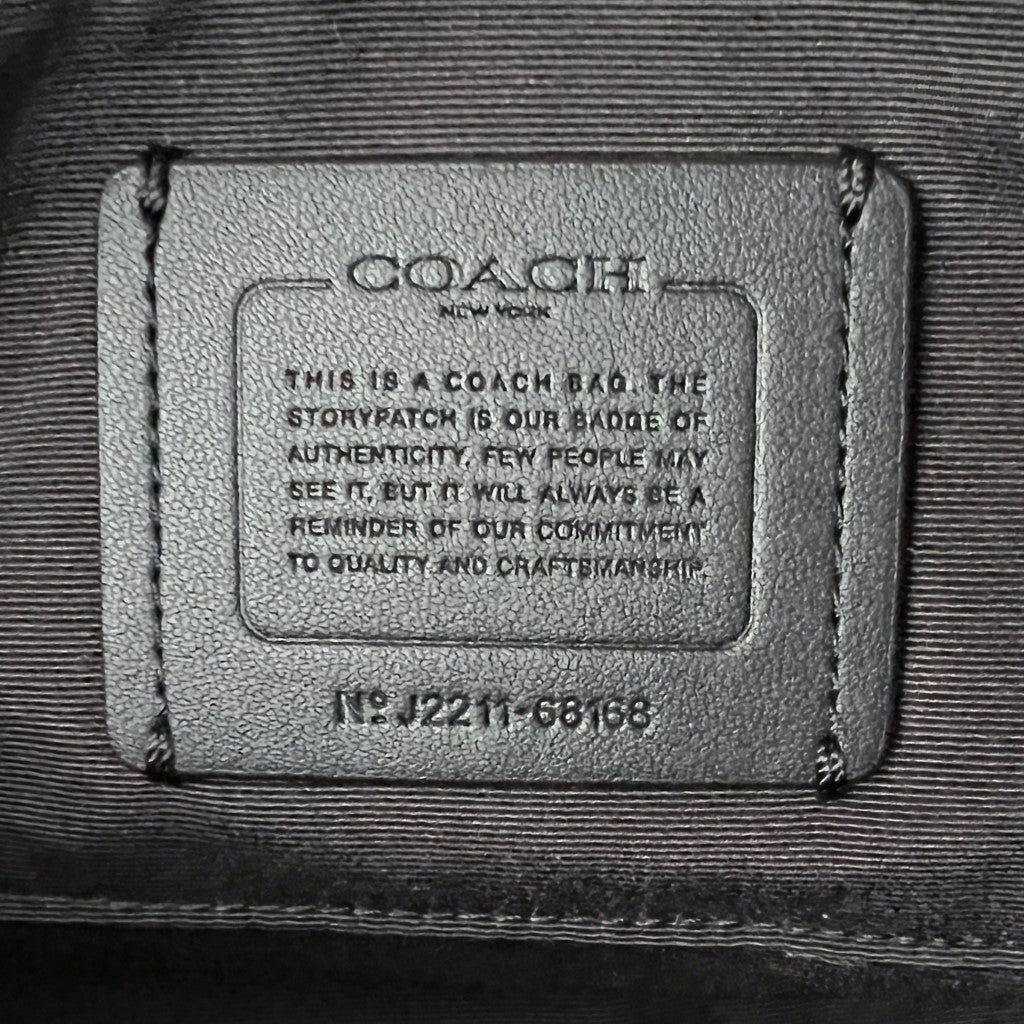 COACH
NEW YORK
THIS IS A COACH BAG. THE
STORYPATCH IS OUR BADGE OF
AUTHENTICITY. FEW PEOPLE MAY
SEE IT, BUT IT WILL ALWAYS BE A
REMINDER OF OUR COMMITMENT
TO QUALITY AND CRAFTSMANSHIP.
Nº J2211-68168